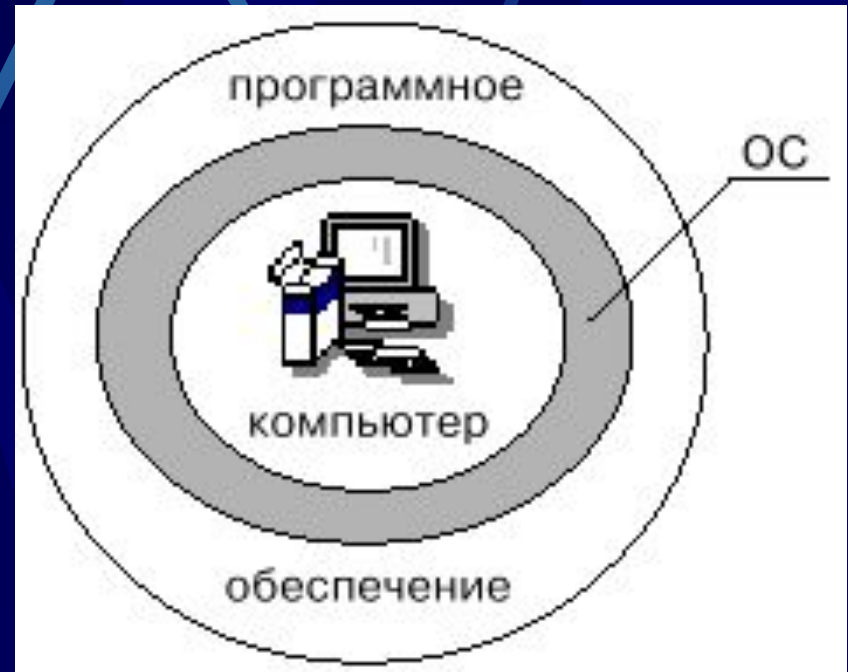 программное
ОС
компьютер
обеспечение